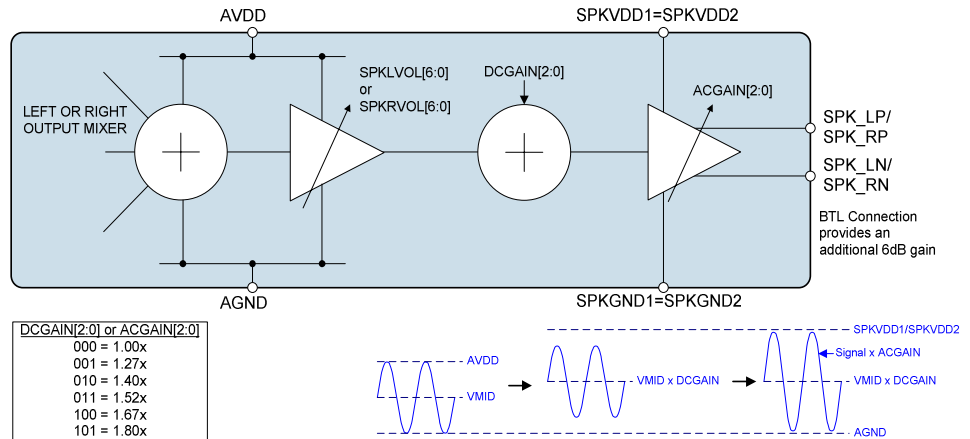 AVDD
SPKVDD1=SPKVDD2
LEFT OR RIGHT
OUTPUT MIXER
SPKLVOL[6:0]
or
SPKRVOL[6:0]
DCGAIN[2:0]
ACGAIN[2:0]
SPK_LP/
SPK_RP
SPK_LN/
SPK_RN
BTL Connection
provides an
additional 6dB gain
AGND
SPKGND1=SPKGND2
DCGAIN[2:0] or ACGAIN[2:0]
000 = 1.00x
001 = 1.27x
010 = 1.40x
011 = 1.52x
100 = 1.67x
101 = 1.80x
AVDD
VMID
VMID x DCGAIN
SPKVDD1/SPKVDD2
Signal x ACGAIN
VMID x DCGAIN
AGND